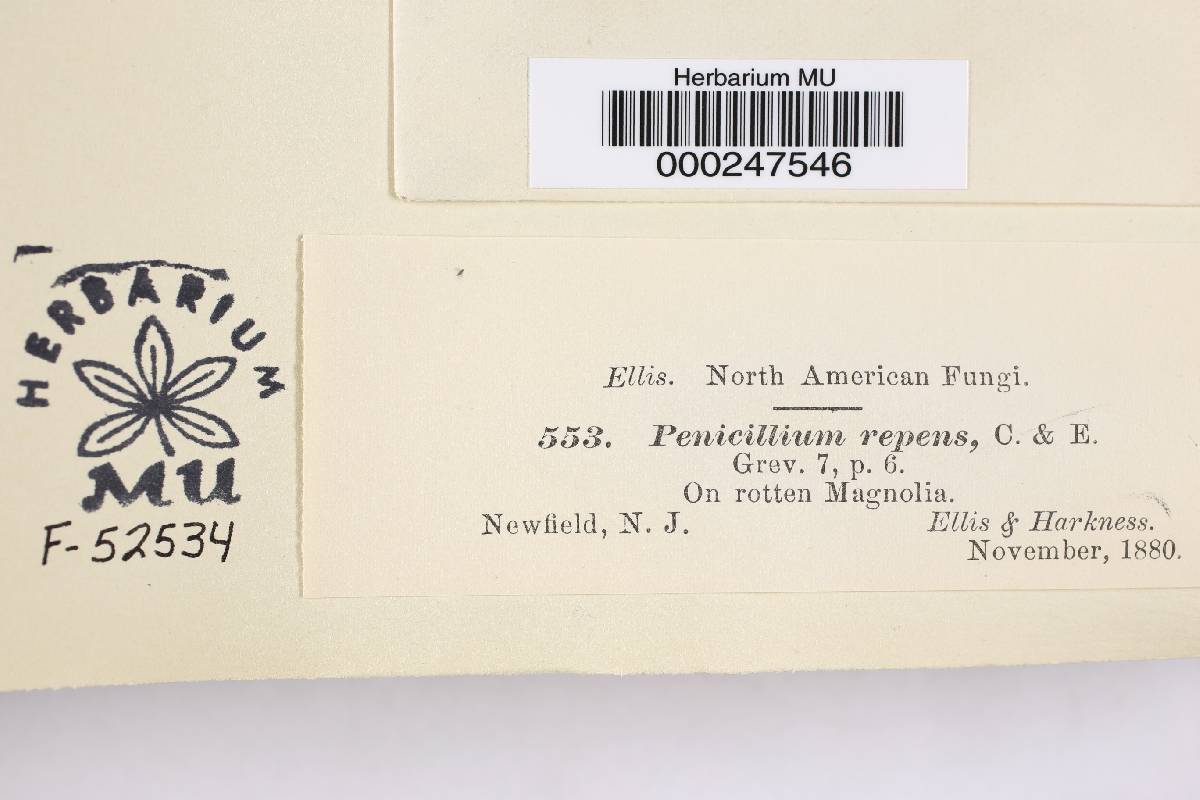 Herbarium MU
000247546
HERBARIUM
MU
F-52534
Ellis. North American Fungi.
553. Penicillium repens, C. & E.
Grev. 7, p. 6.
On rotten Magnolia.
Newfield, N. J. Ellis & Harkness.
November, 1880.